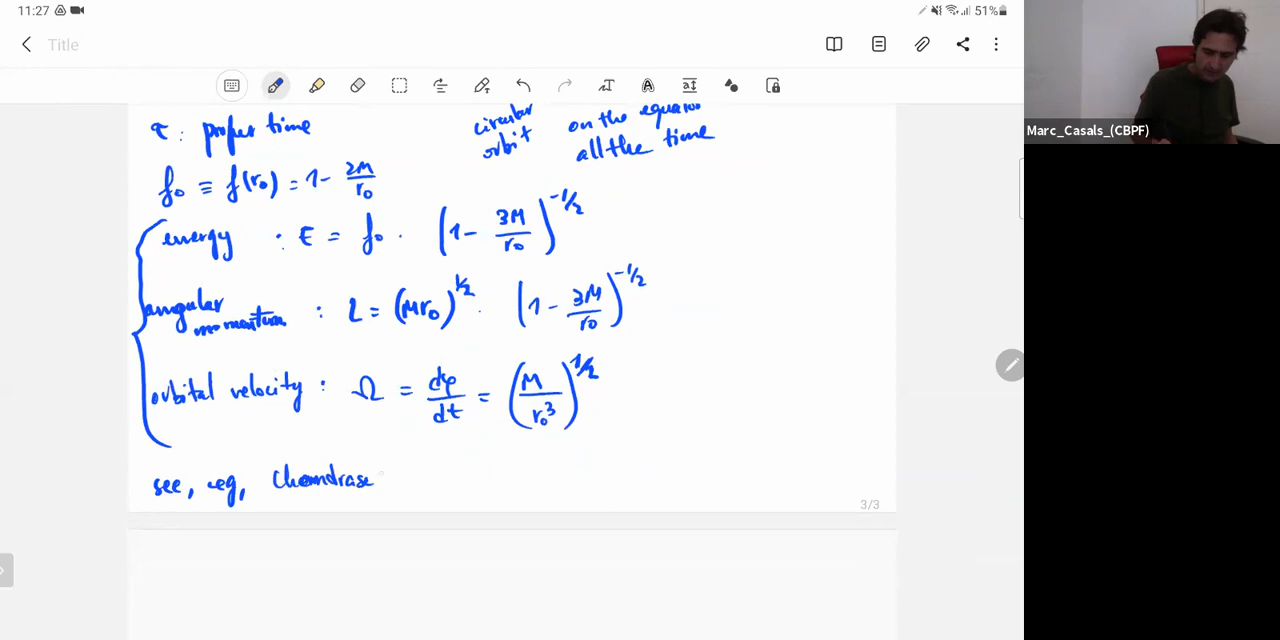 11:27
51%
Title
τ : proper time
circular orbit
on the equator all the time
f₀ ≡ f(r₀) = 1 - 2M/r₀
energy : E = f₀ · (1 - 3M/r₀)^-1/2
angular momentum : L = (Mr₀)^1/2 · (1 - 3M/r₀)^-1/2
orbital velocity : Ω = dφ/dt = (M/r₀³)^1/2
see, eg, Chandrase
3/3
Marc_Casals_(CBPF)